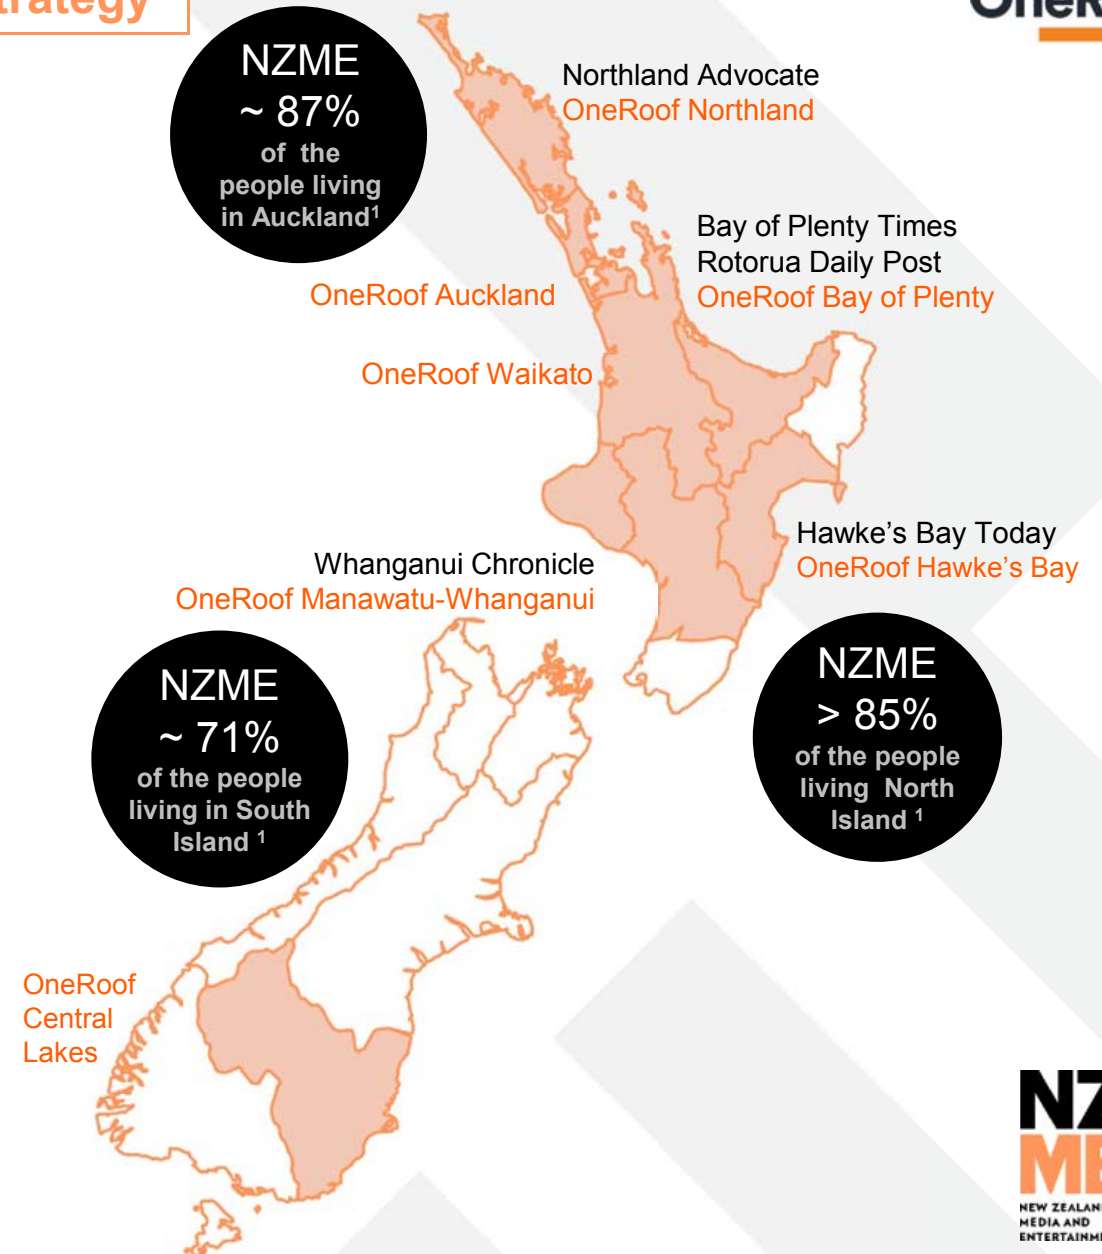 NZME
~ 87%
of the
people living
in Auckland1
Northland Advocate
OneRoof Northland
Bay of Plenty Times
Rotorua Daily Post
OneRoof Bay of Plenty
OneRoof Auckland
OneRoof Waikato
Hawke's Bay Today
OneRoof Hawke's Bay
Whanganui Chronicle
OneRoof Manawatu-Whanganui
NZME
~ 71%
of the people
living in South
Island 1
NZME
> 85%
of the people
living North
Island 1
OneRoof
Central
Lakes
NEW
MEDIA AND